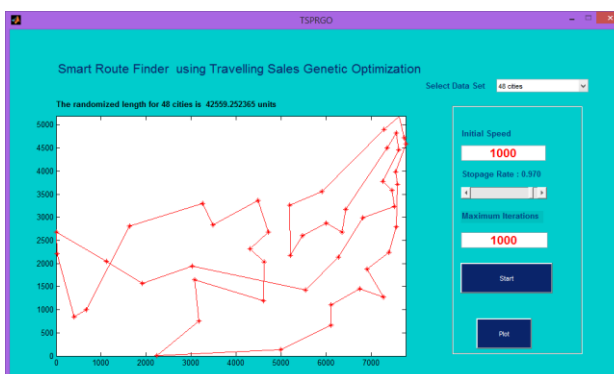 TSPRGO
Smart Route Finder using Travelling Sales Genetic Optimization
Select Data Set
48 cities
The randomized length for 48 cities is 42559.252365 units
5000
4500
4000
3500
3000
2500
2000
1500
1000
500
0
0 1000 2000 3000 4000 5000 6000 7000
Initial Speed
1000
Stopage Rate : 0.970
Maximum Iterations
1000
Start
Plot